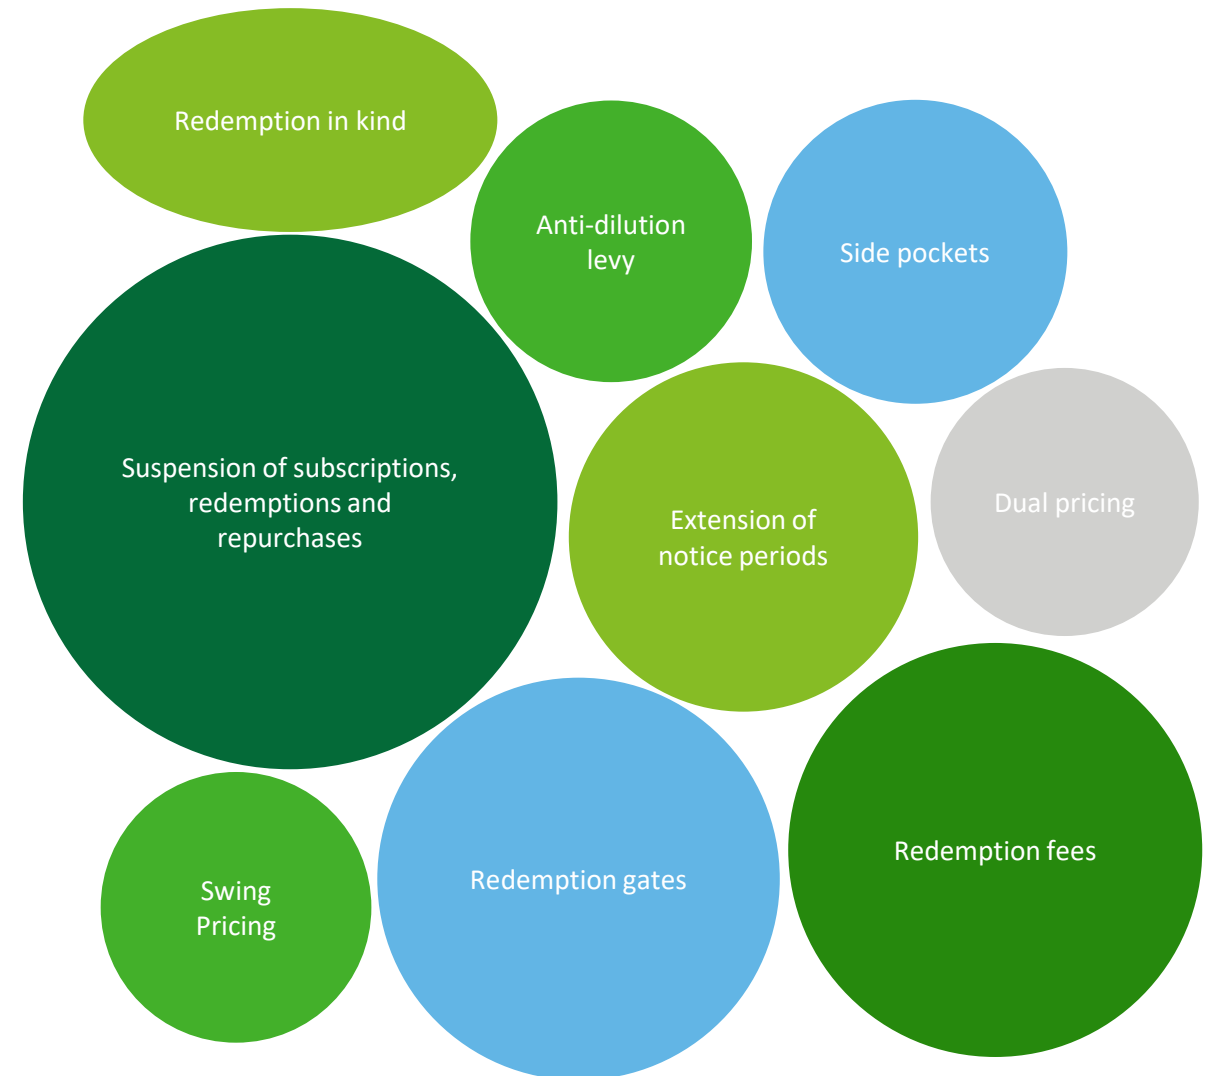 Redemption in kind
Anti-dilution
levy
Side pockets
Suspension of subscriptions,
redemptions and
repurchases
Extension of
notice periods
Dual pricing
Swing
Pricing
Redemption gates
Redemption fees